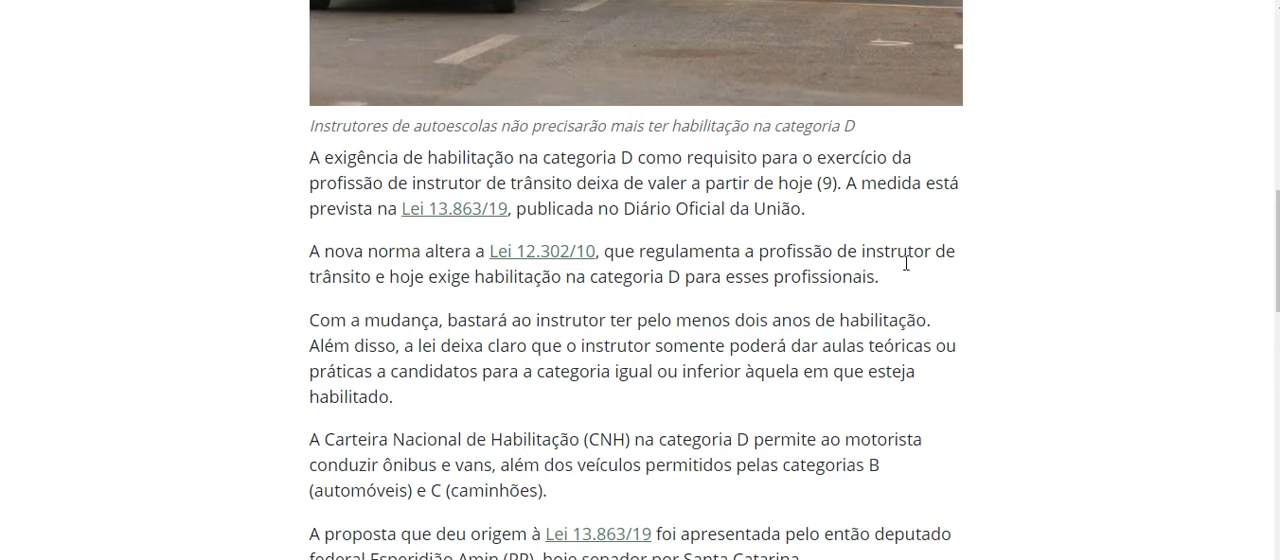 Instrutores de autoescolas não precisarão mais ter habilitação na categoria D
A exigência de habilitação na categoria D como requisito para o exercício da
profissão de instrutor de trânsito deixa de valer a partir de hoje (9). A medida está
prevista na Lei 13.863/19, publicada no Diário Oficial da União.
A nova norma altera a Lei 12.302/10, que regulamenta a profissão de instrutor de
trânsito e hoje exige habilitação na categoria D para esses profissionais.
Com a mudança, bastará ao instrutor ter pelo menos dois anos de habilitação.
Além disso, a lei deixa claro que o instrutor somente poderá dar aulas teóricas ou
práticas a candidatos para a categoria igual ou inferior àquela em que esteja
habilitado.
A Carteira Nacional de Habilitação (CNH) na categoria D permite ao motorista
conduzir ônibus e vans, além dos veículos permitidos pelas categorias B
(automóveis) e C (caminhões).
A proposta que deu origem à Lei 13.863/19 foi apresentada pelo então deputado
federal Esperidião Amin (PP), hoje senador por Santa Catarina.